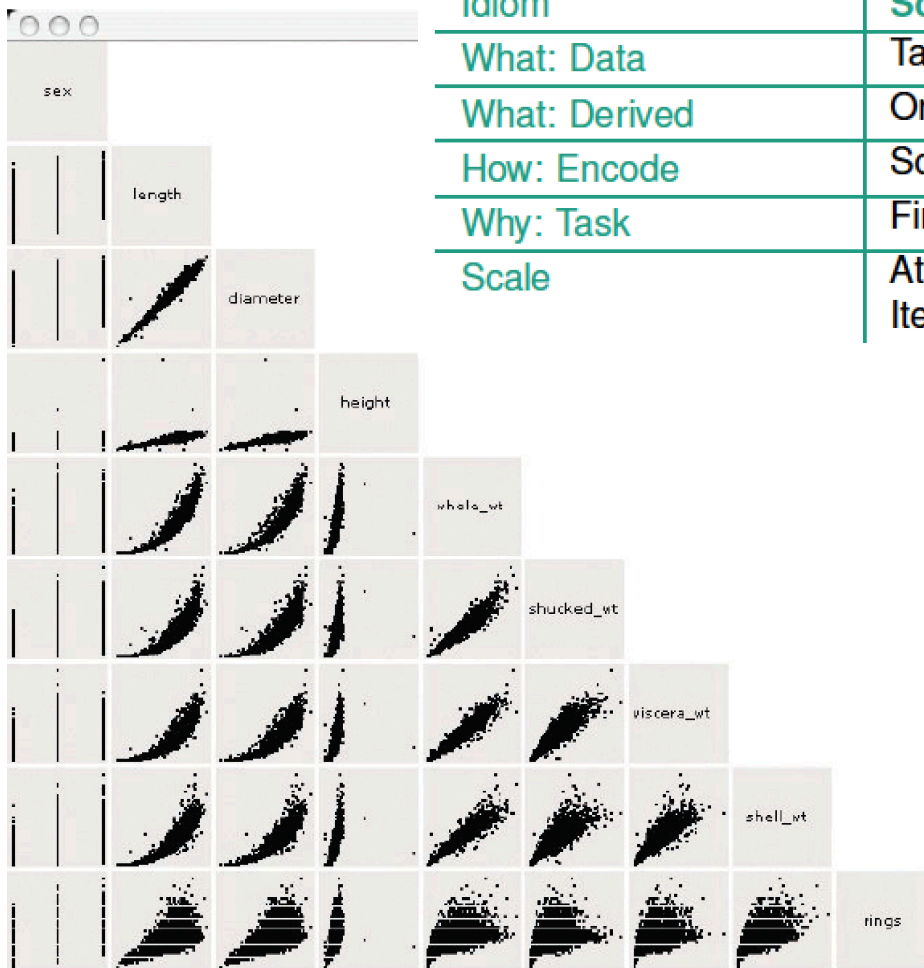 Idiom
What: Data
What: Derived
How: Encode
Why: Task
Scale
sex
length
diameter
height
whole_wt
shucked_wt
viscera_wt
shell_wt
rings